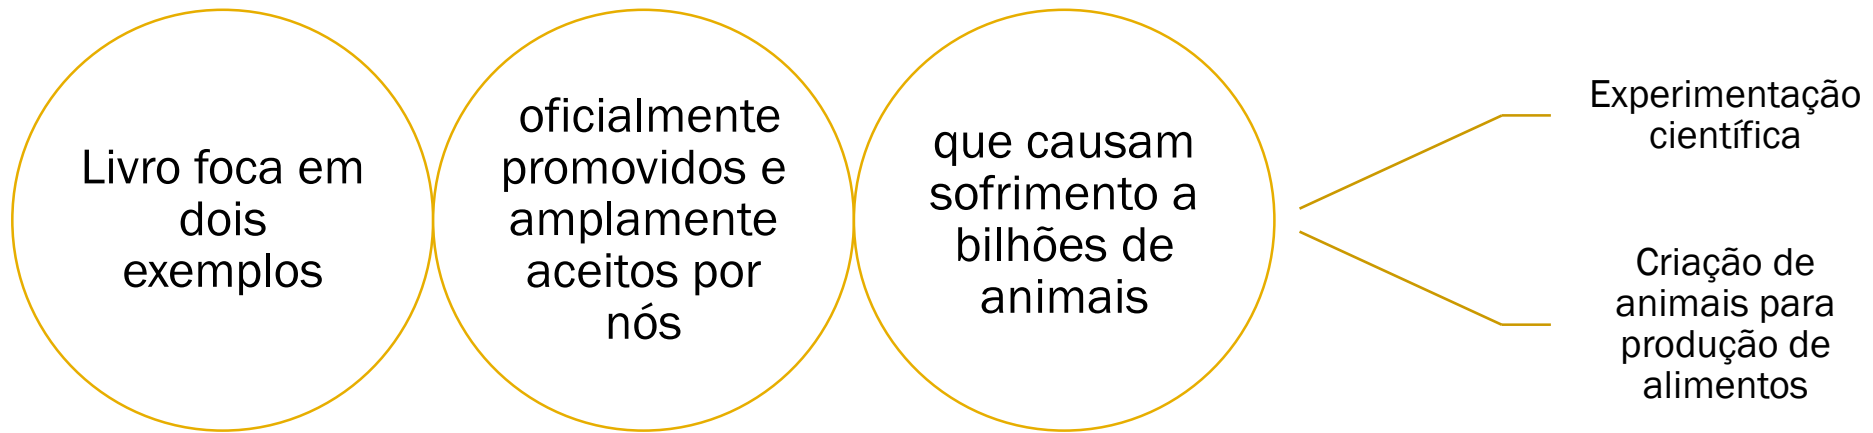 Livro foca em
dois
exemplos
oficialmente
promovidos e
amplamente
aceitos por
nós
que causam
sofrimento a
bilhões de
animais
Experimentação
científica
Criação de
animais para
produção de
alimentos